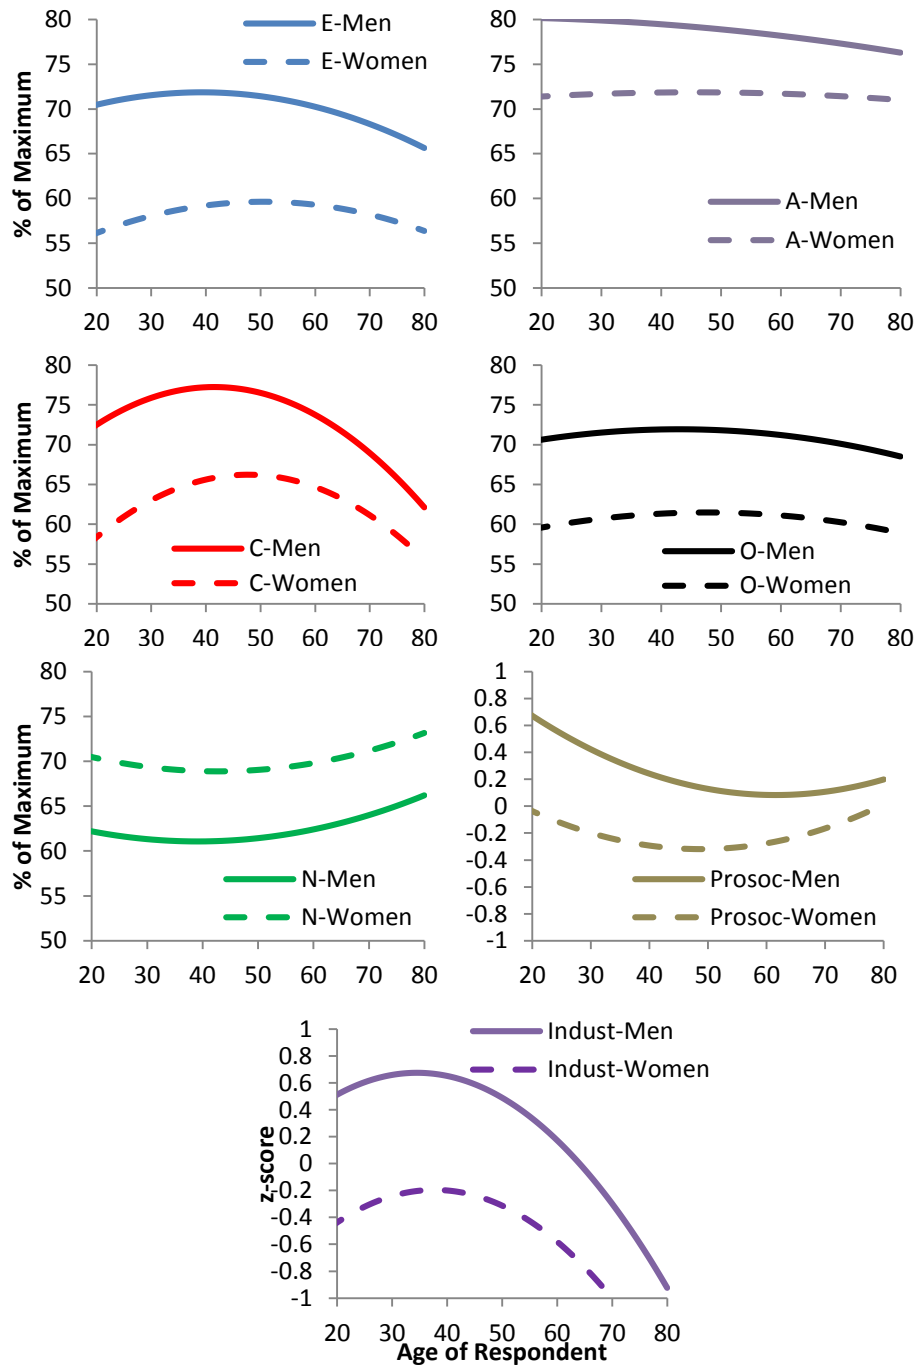 E-Men
E-Women
% of Maximum
80
75
70
65
60
55
50
20 30 40 50 60 70 80
A-Men
A-Women
80
75
70
65
60
55
50
20 30 40 50 60 70 80
C-Men
C-Women
% of Maximum
80
75
70
65
60
55
50
20 30 40 50 60 70 80
O-Men
O-Women
80
75
70
65
60
55
50
20 30 40 50 60 70 80
N-Men
N-Women
% of Maximum
80
75
70
65
60
55
50
20 30 40 50 60 70 80
Prosoc-Men
Prosoc-Women
1
0.8
0.6
0.4
0.2
0
-0.2
-0.4
-0.6
-0.8
-1
20 30 40 50 60 70 80
Indust-Men
Indust-Women
z-score
1
0.8
0.6
0.4
0.2
0
-0.2
-0.4
-0.6
-0.8
-1
20 30 40 50 60 70 80
Age of Respondent